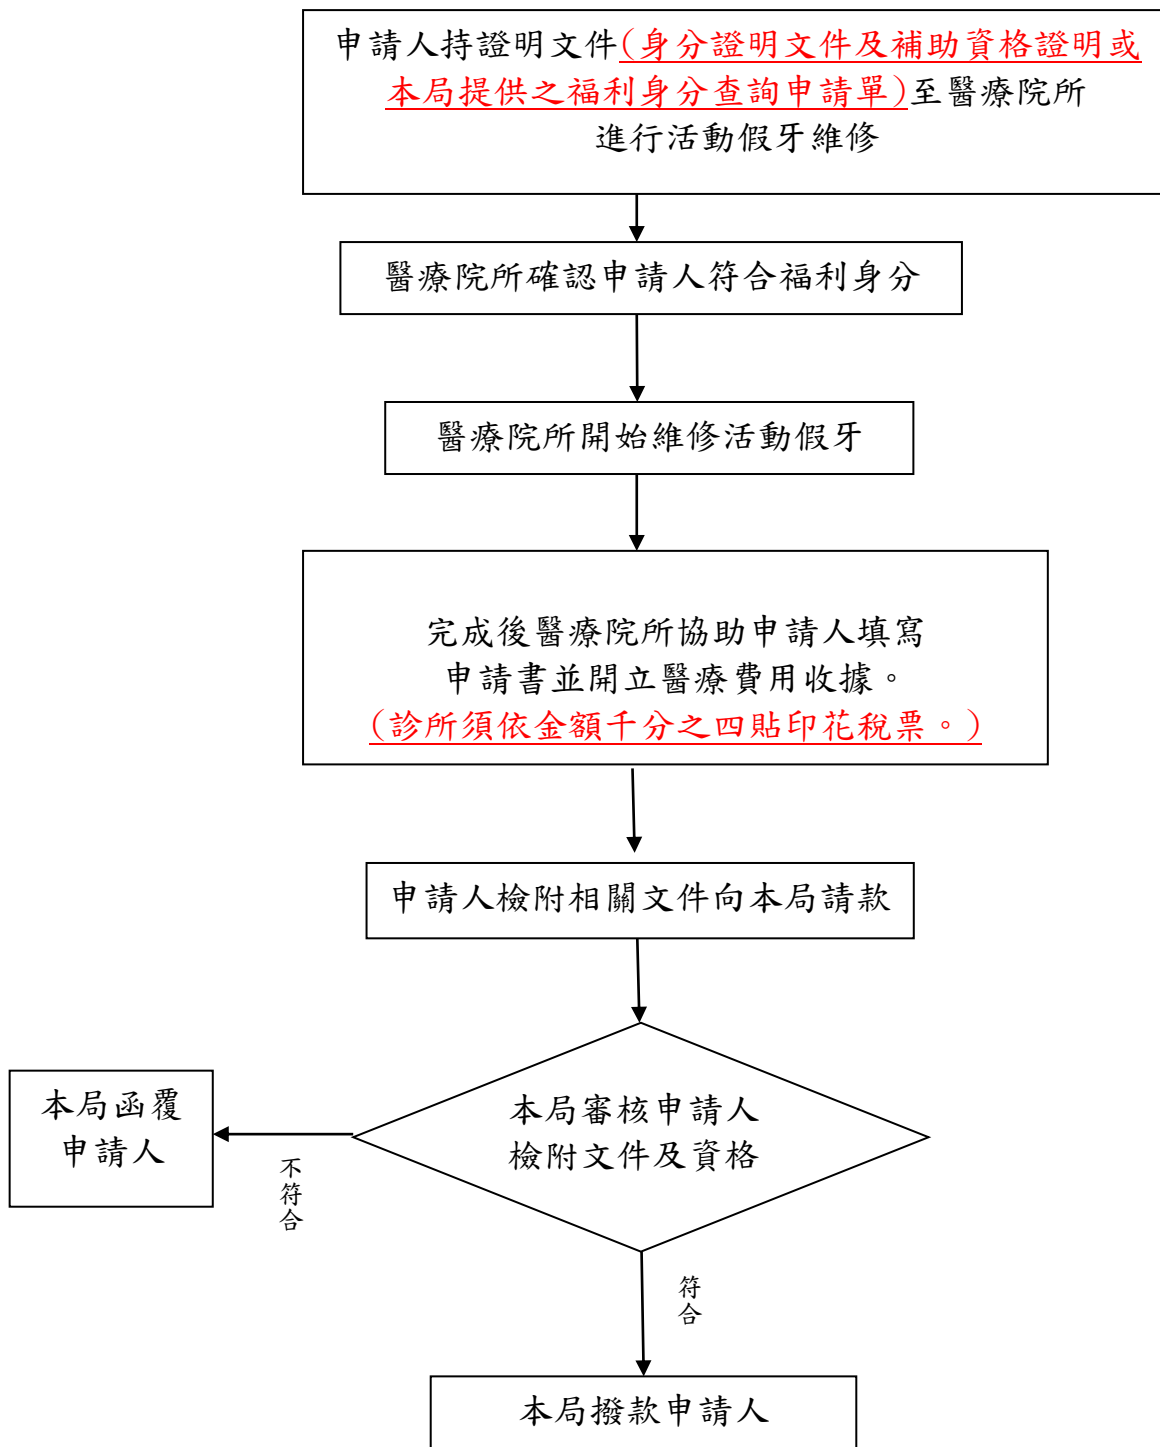 申請人持證明文件(身分證明文件及補助資格證明或
本局提供之福利身分查詢申請單)至醫療院所
進行活動假牙維修
醫療院所確認申請人符合福利身分
醫療院所開始維修活動假牙
完成後醫療院所協助申請人填寫
申請書並開立醫療費用收據。
(診所須依金額千分之四貼印花稅票。)
申請人檢附相關文件向本局請款
本局審核申請人
檢附文件及資格
本局函覆
申請人
不符合
符合
本局撥款申請人